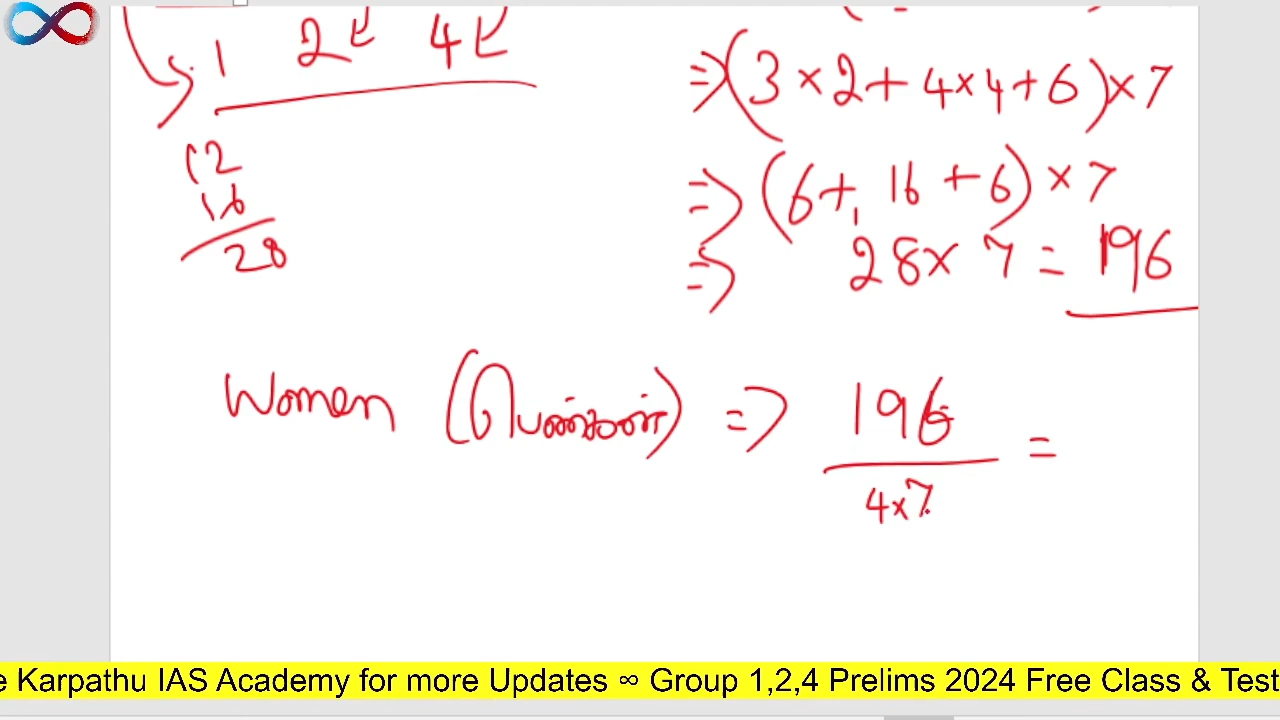 1 2 4
=> (3 × 2 + 4 × 4 + 6) × 7
12
16
28
=> (6 + 16 + 6) × 7
=> 28 × 7 = 196
Women (பெண்கள்) => 196 =
4 × 7
e Karpathu IAS Academy for more Updates ∞ Group 1,2,4 Prelims 2024 Free Class & Test